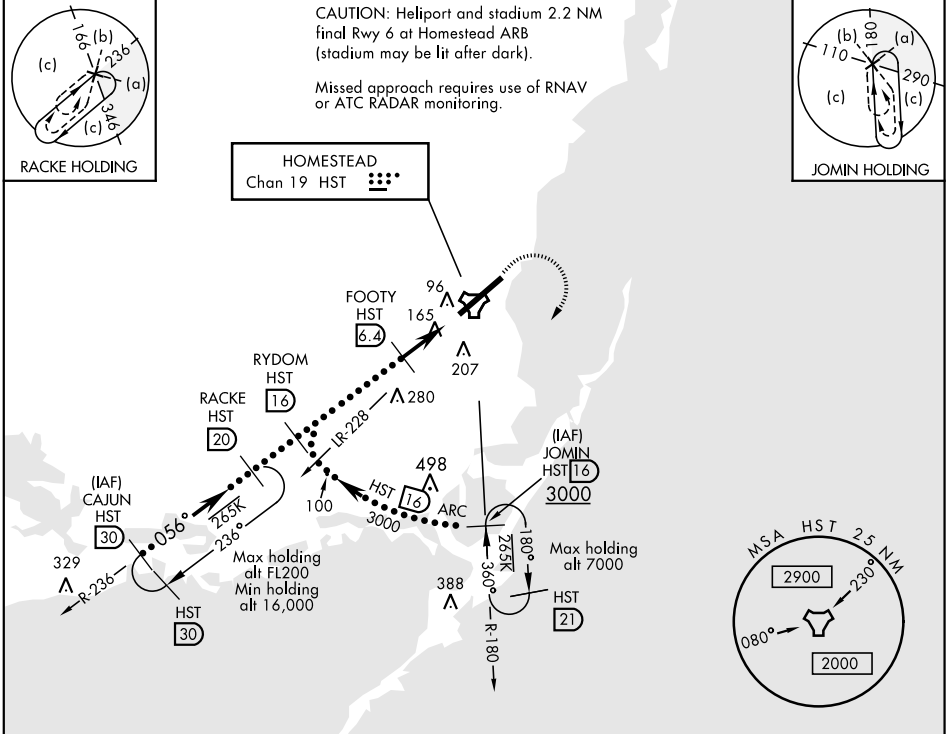 CAUTION: Heliport and stadium 2.2 NM
final Rwy 6 at Homestead ARB
(stadium may be lit after dark).
Missed approach requires use of RNAV
or ATC RADAR monitoring.
166
(b)
236
(c)
(a)
(c)
346
RACKE HOLDING
180
(b)
(a)
110
290
(c)
(c)
JOMIN HOLDING
HOMESTEAD
Chan 19 HST
FOOTY
HST
6.4
96
165
207
RYDOM
HST
16
280
LR-228
RACKE
HST
20
(IAF)
CAJUN
HST
30
056°
265K
236°
329
R-236
HST
30
Max holding
alt FL200
Min holding
alt 16,000
100
498
HST 16 ARC
3000
(IAF)
JOMIN
HST 16
3000
180°
265K
360°
Max holding
alt 7000
388
HST
21
R-180
MSA HST 25 NM
2900
230°
080°
2000